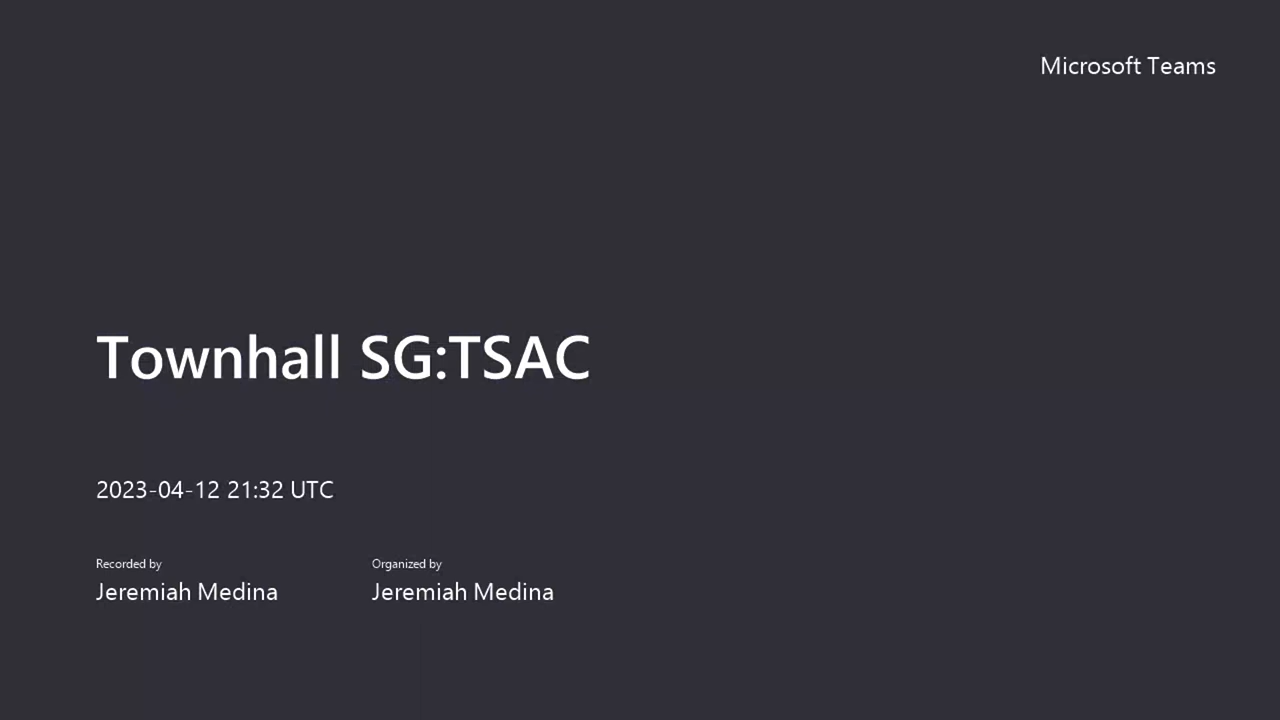 Microsoft Teams
Townhall SG:TSAC
2023-04-12 21:32 UTC
Recorded by
Jeremiah Medina
Organized by
Jeremiah Medina